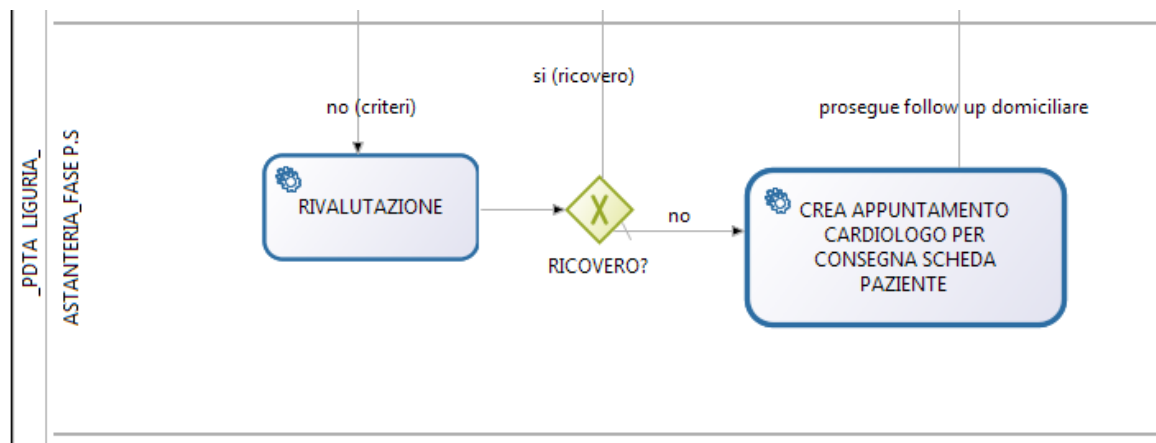 _PDTA LIGURIA_
ASTANTERIA_FASE P.S
si (ricovero)
no (criteri)
prosegue follow up domiciliare
RIVALUTAZIONE
X
RICOVERO?
no
CREA APPUNTAMENTO
CARDIOLOGO PER
CONSEGNA SCHEDA
PAZIENTE